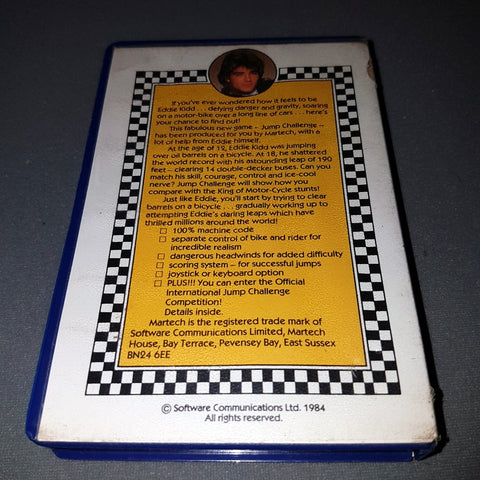 If you've ever wondered how it feels to be
Eddie Kidd . . . defying danger and gravity, soaring
on a motor-bike over a long line of cars . . . here's
your chance to find out!
This fabulous new game – Jump Challenge –
has been produced for you by Martech, with a
lot of help from Eddie himself.
At the age of 12, Eddie Kidd was jumping
over oil barrels on a bicycle. At 18, he shattered
the world record with his astounding leap of 190
feet – clearing 14 double-decker buses. Can you
match his skill, courage, control and ice-cool
nerve? Jump Challenge will show how you
compare with the King of Motor-Cycle stunts!
Just like Eddie, you'll start by trying to clear
barrels on a bicycle . . . gradually working up to
attempting Eddie's daring leaps which have
thrilled millions around the world!
☐ 100% machine code
☐ separate control of bike and rider for
incredible realism
☐ dangerous headwinds for added difficulty
☐ scoring system – for successful jumps
☐ joystick or keyboard option
☐ PLUS!!! You can enter the Official
International Jump Challenge
Competition!
Details inside.
Martech is the registered trade mark of
Software Communications Limited, Martech
House, Bay Terrace, Pevensey Bay, East Sussex
BN24 6EE
© Software Communications Ltd. 1984
All rights reserved.